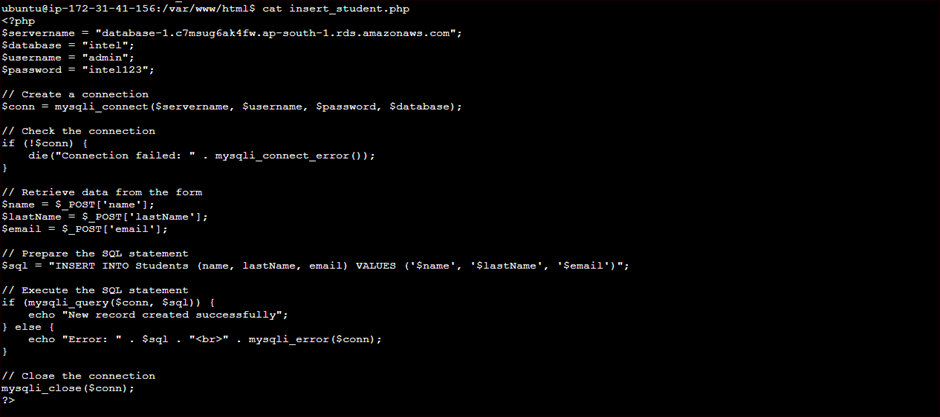 ubuntu@ip-172-31-41-156:/var/www/html$ cat insert_student.php
<?php
$servername = "database-1.c7msug6ak4fw.ap-south-1.rds.amazonaws.com";
$database = "intel";
$username = "admin";
$password = "intel123";
// Create a connection
$conn = mysqli_connect($servername, $username, $password, $database);
// Check the connection
if (!$conn) {
    die("Connection failed: " . mysqli_connect_error());
}
// Retrieve data from the form
$name = $_POST['name'];
$lastName = $_POST['lastName'];
$email = $_POST['email'];
// Prepare the SQL statement
$sql = "INSERT INTO Students (name, lastName, email) VALUES ('$name', '$lastName', '$email')";
// Execute the SQL statement
if (mysqli_query($conn, $sql)) {
    echo "New record created successfully";
} else {
    echo "Error: " . $sql . "<br>" . mysqli_error($conn);
}
// Close the connection
mysqli_close($conn);
?>